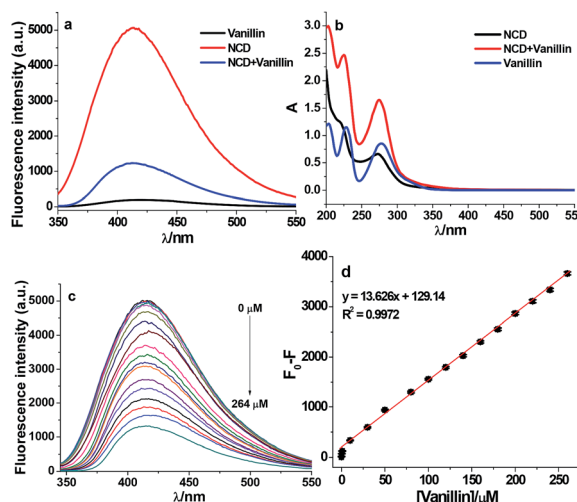 a
Vanillin
NCD
NCD+Vanillin
Fluorescence intensity (a.u.)
5000
4000
3000
2000
1000
0
350
400
450
500
550
λ/nm
b
NCD
NCD+Vanillin
Vanillin
A
3.0
2.5
2.0
1.5
1.0
0.5
0.0
200
250
300
350
400
450
500
550
λ/nm
c
0 μM
264 μM
Fluorescence intensity (a.u.)
5000
4000
3000
2000
1000
0
350
400
450
500
550
λ/nm
d
y = 13.626x + 129.14
R² = 0.9972
F₀-F
4000
3000
2000
1000
0
0
50
100
150
200
250
[Vanillin]/μM